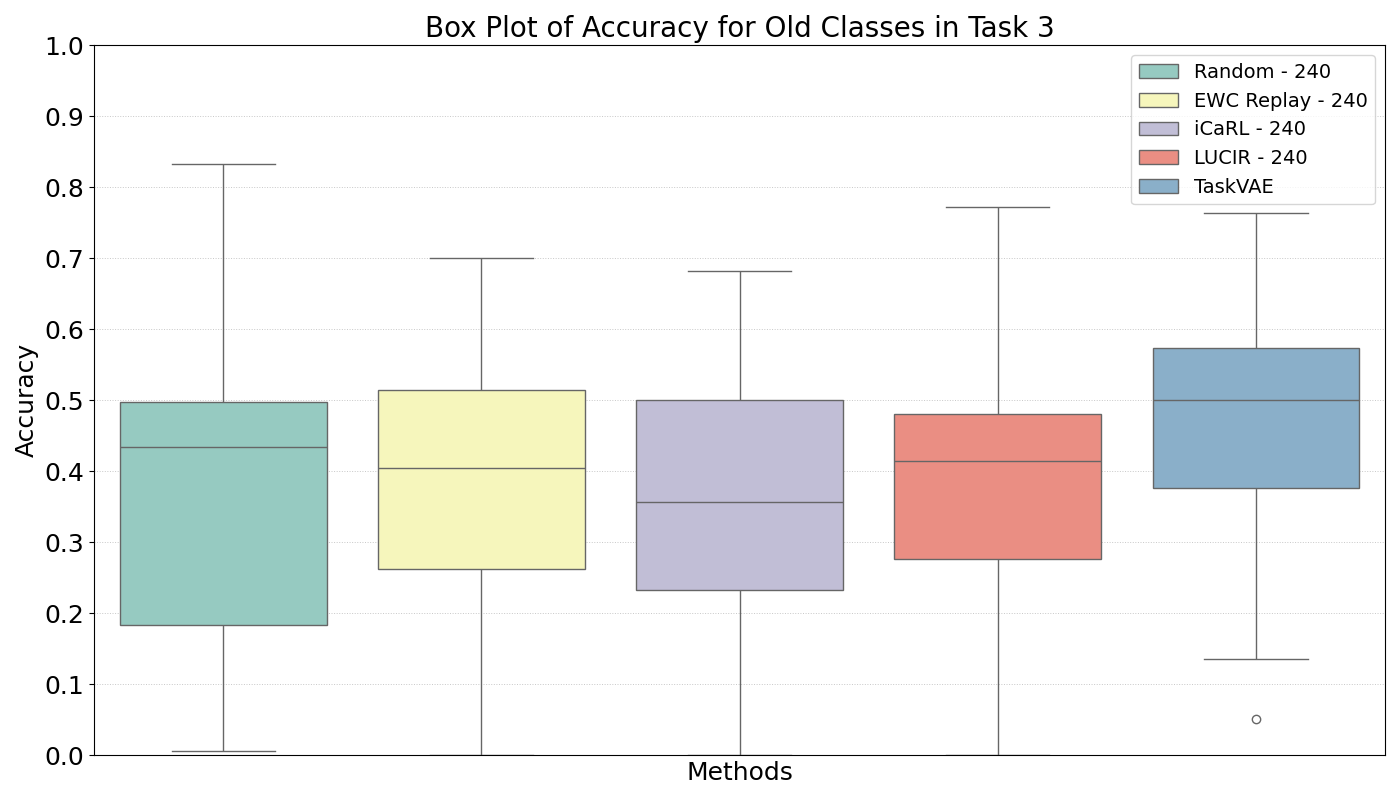 Box Plot of Accuracy for Old Classes in Task 3
1.0
0.9
0.8
0.7
0.6
0.5
0.4
0.3
0.2
0.1
0.0
Accuracy
Methods
Random - 240
EWC Replay - 240
iCaRL - 240
LUCIR - 240
TaskVAE